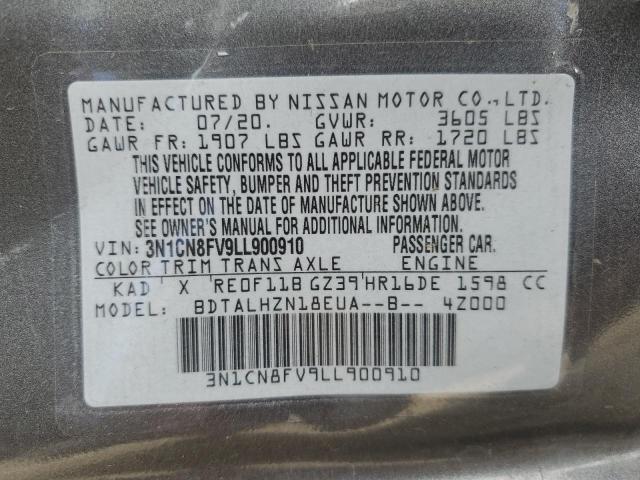 MANUFACTURED BY NISSAN MOTOR CO., LTD.
DATE: 07/20. GVWR: 3605 LBS
GAWR FR: 1907 LBS GAWR RR: 1720 LBS
THIS VEHICLE CONFORMS TO ALL APPLICABLE FEDERAL MOTOR
VEHICLE SAFETY, BUMPER AND THEFT PREVENTION STANDARDS
IN EFFECT ON THE DATE OF MANUFACTURE SHOWN ABOVE.
SEE OWNER'S MANUAL FOR ADDITIONAL INFORMATION.
VIN: 3N1CN8FV9LL900910 PASSENGER CAR.
COLOR TRIM TRANS AXLE ENGINE
KAD X RE0F11B GZ39 HR16DE 1598 CC
MODEL: BDTALHZN18EUA--B-- 4Z000
3N1CN8FV9LL900910